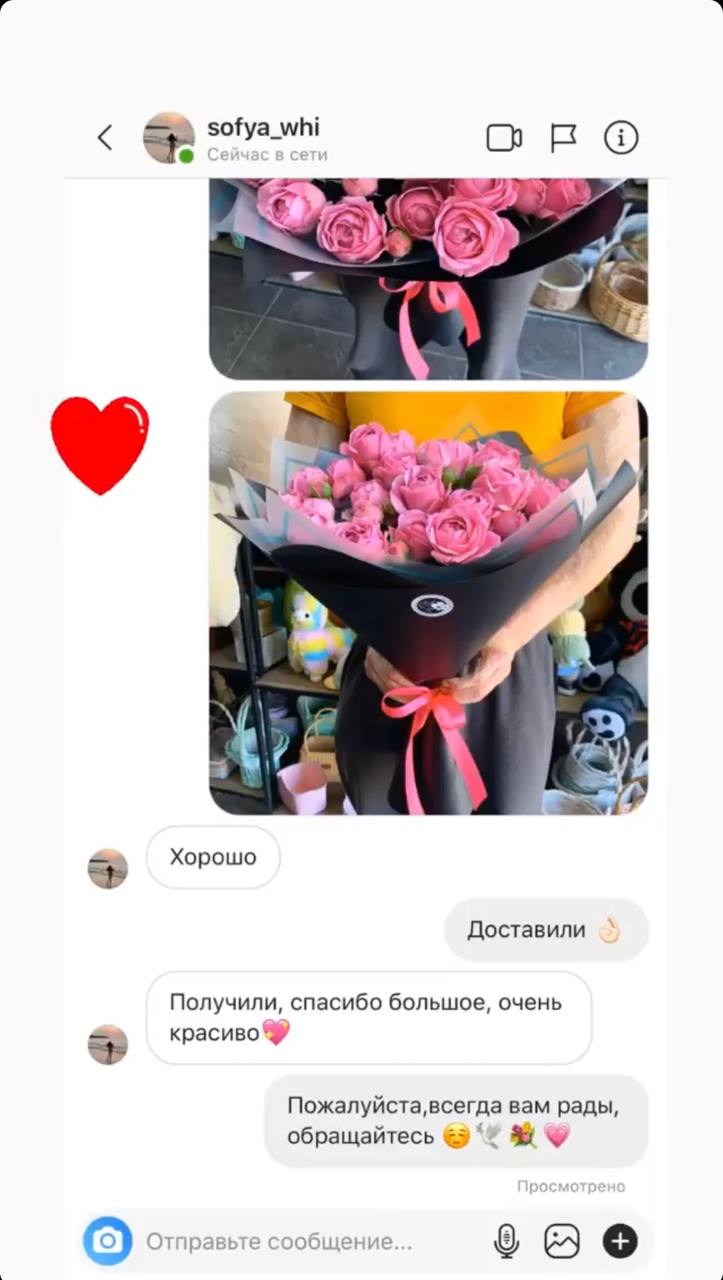 sofya_whi
Сейчас в сети
Хорошо
Доставили 👌🏻
Получили, спасибо большое, очень
красиво💖
Пожалуйста,всегда вам рады,
обращайтесь ☺️🕊💐💗
Просмотрено
Отправьте сообщение...